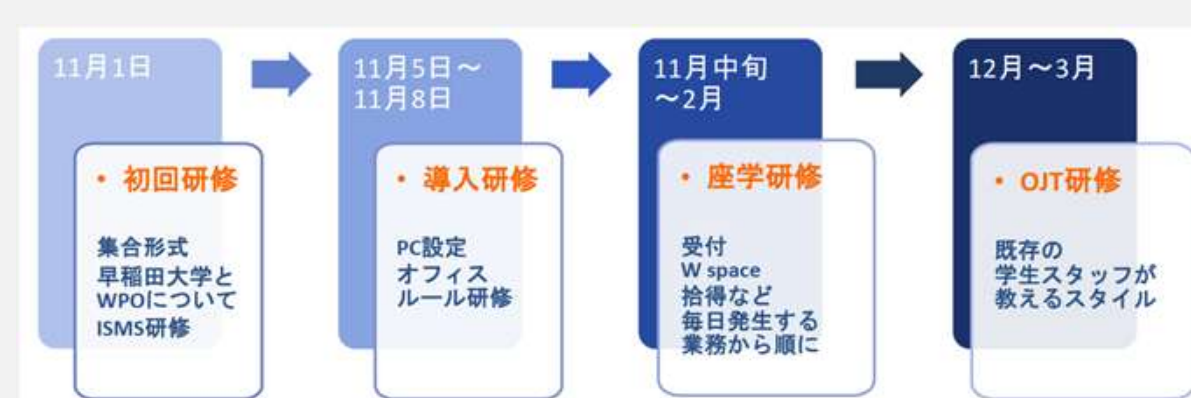 11月1日
・初回研修
集合形式
早稲田大学と
WPOについて
ISMS研修
11月5日～
11月8日
・導入研修
PC設定
オフィス
ルール研修
11月中旬
～2月
・座学研修
受付
W space
拾得など
毎日発生する
業務から順に
12月～3月
・OJT研修
既存の
学生スタッフが
教えるスタイル